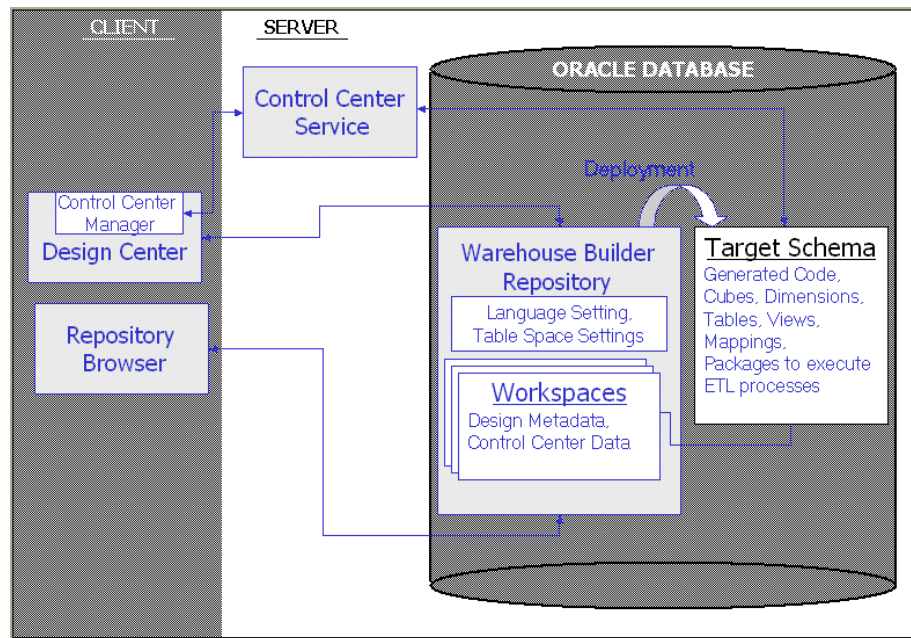 CLIENT
SERVER
ORACLE DATABASE
Control Center
Service
Deployment
Control Center
Manager
Design Center
Repository
Browser
Warehouse Builder
Repository
Language Setting,
Table Space Settings
Workspaces
Design Metadata,
Control Center Data
Target Schema
Generated Code,
Cubes, Dimensions,
Tables, Views,
Mappings,
Packages to execute
ETL processes